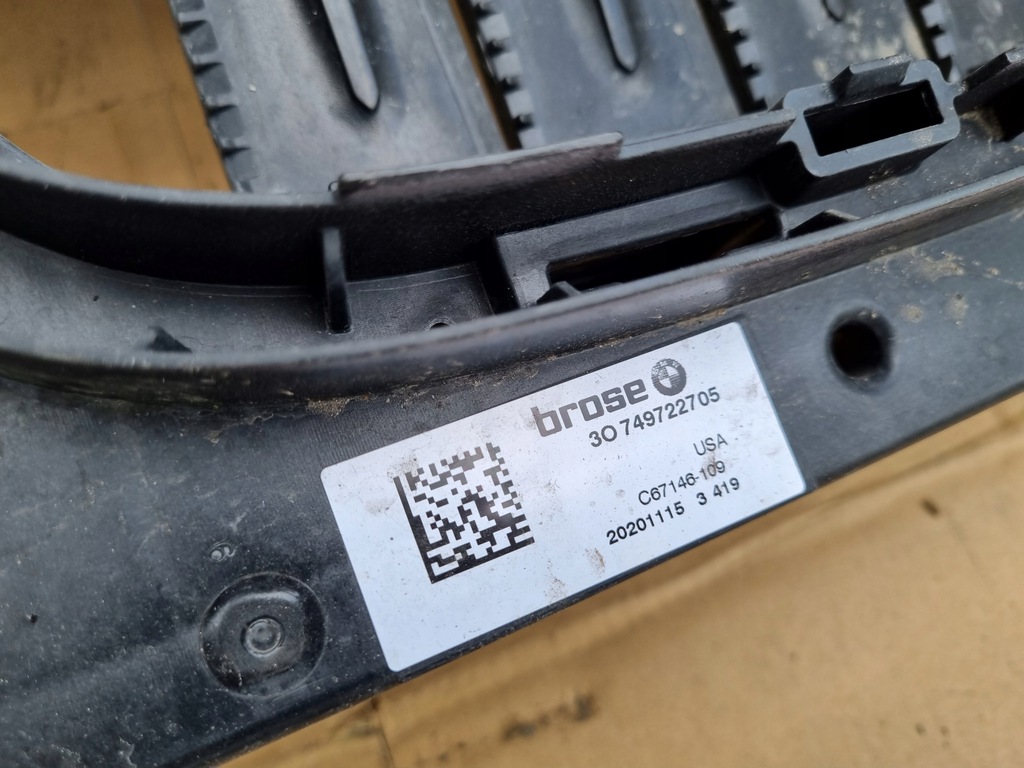 brose
3O 749722705
USA
C67146-109
20201115 3 419